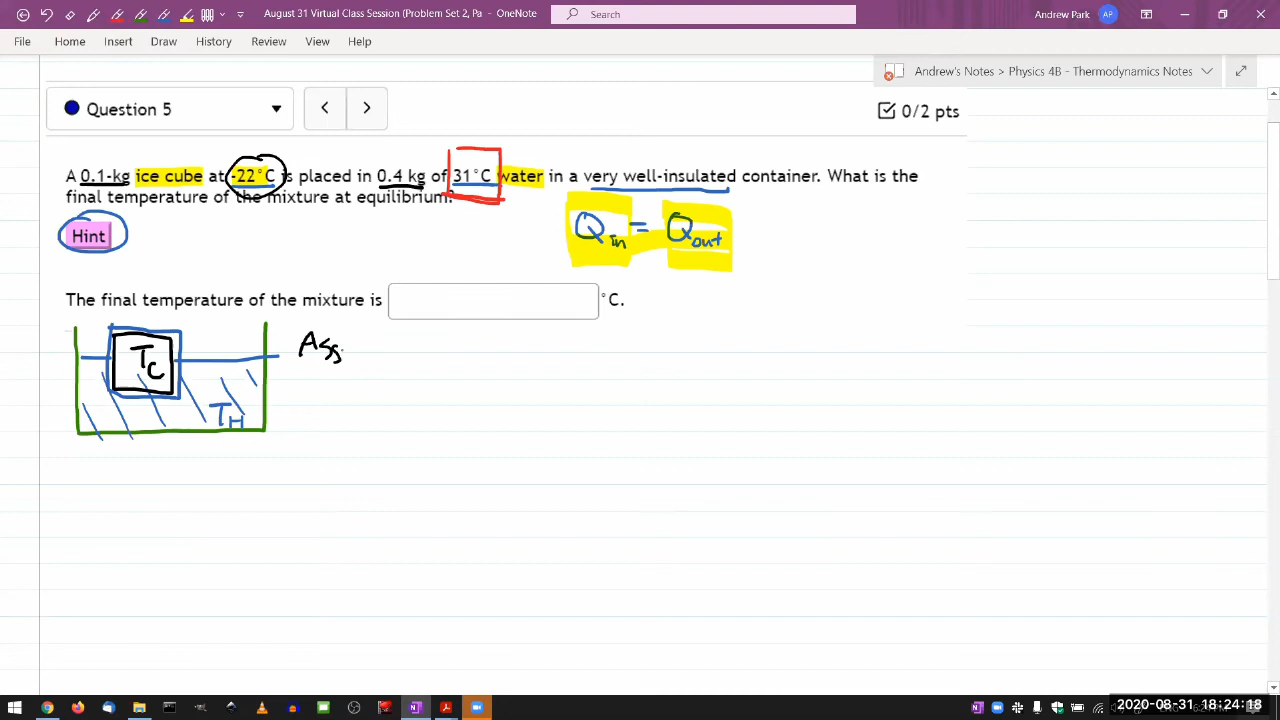 August 31 Virtual Class Session (Problem Set 2, Pa - OneNote
Search
Andrew Park
AP
File Home Insert Draw History Review View Help
Andrew's Notes > Physics 4B - Thermodynamics Notes
Question 5
0/2 pts
A 0.1-kg ice cube at -22°C is placed in 0.4 kg of 31°C water in a very well-insulated container. What is the
final temperature of the mixture at equilibrium?
Hint
Qin = Qout
The final temperature of the mixture is °C.
TC
TH
Ass
2020-08-31 18:24:18